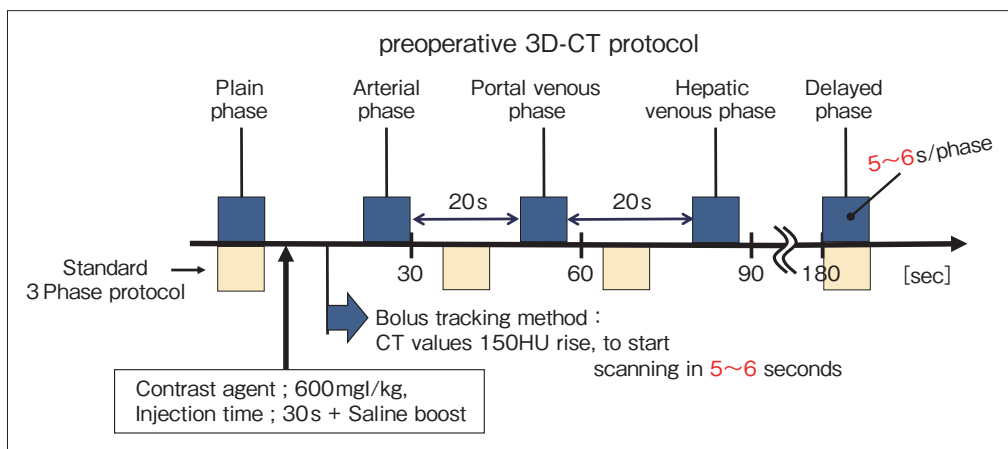 preoperative 3D-CT protocol
Plain
phase
Arterial
phase
Portal venous
phase
Hepatic
venous phase
Delayed
phase
5〜6s/phase
20s
20s
Standard
3 Phase protocol
30
60
90
180
[sec]
Bolus tracking method :
CT values 150HU rise, to start
scanning in 5〜6 seconds
Contrast agent ; 600mgI/kg,
Injection time ; 30s + Saline boost